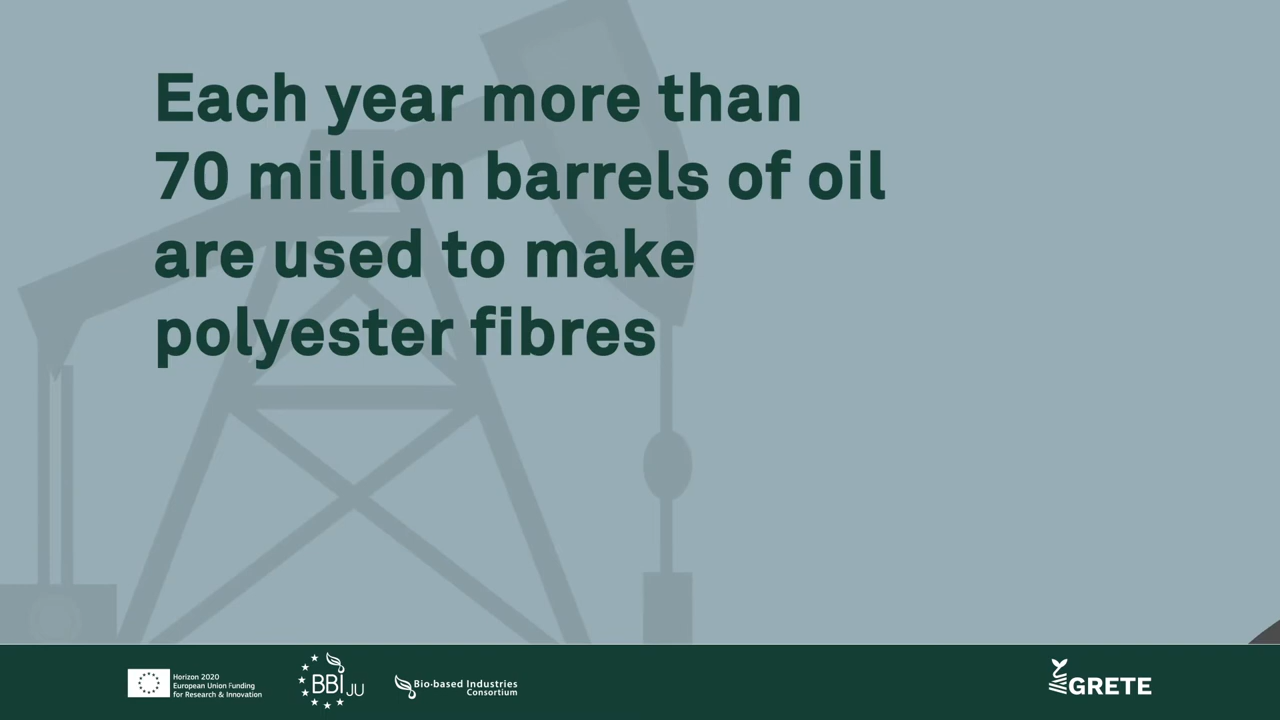 Each year more than
70 million barrels of oil
are used to make
polyester fibres
Horizon 2020
European Union Funding
for Research & Innovation
BBI JU
Bio-based Industries
Consortium
GRETE